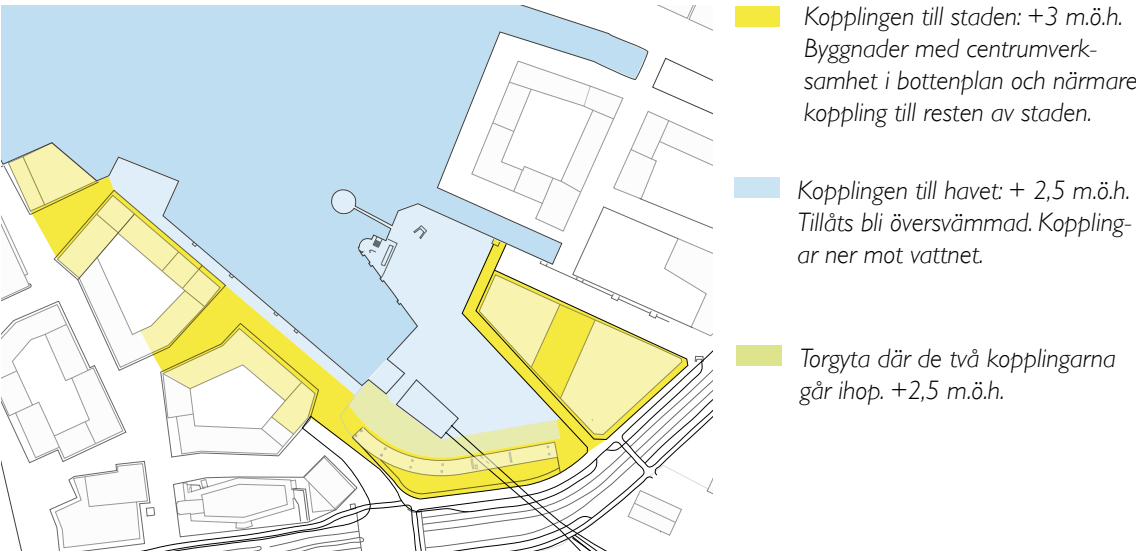 Kopplingen till staden: +3 m.ö.h.
Byggnader med centrumverk-
samhet i bottenplan och närmare
koppling till resten av staden.
Kopplingen till havet: + 2,5 m.ö.h.
Tillåts bli översvämmad. Koppling-
ar ner mot vattnet.
Torgyta där de två kopplingarna
går ihop. +2,5 m.ö.h.